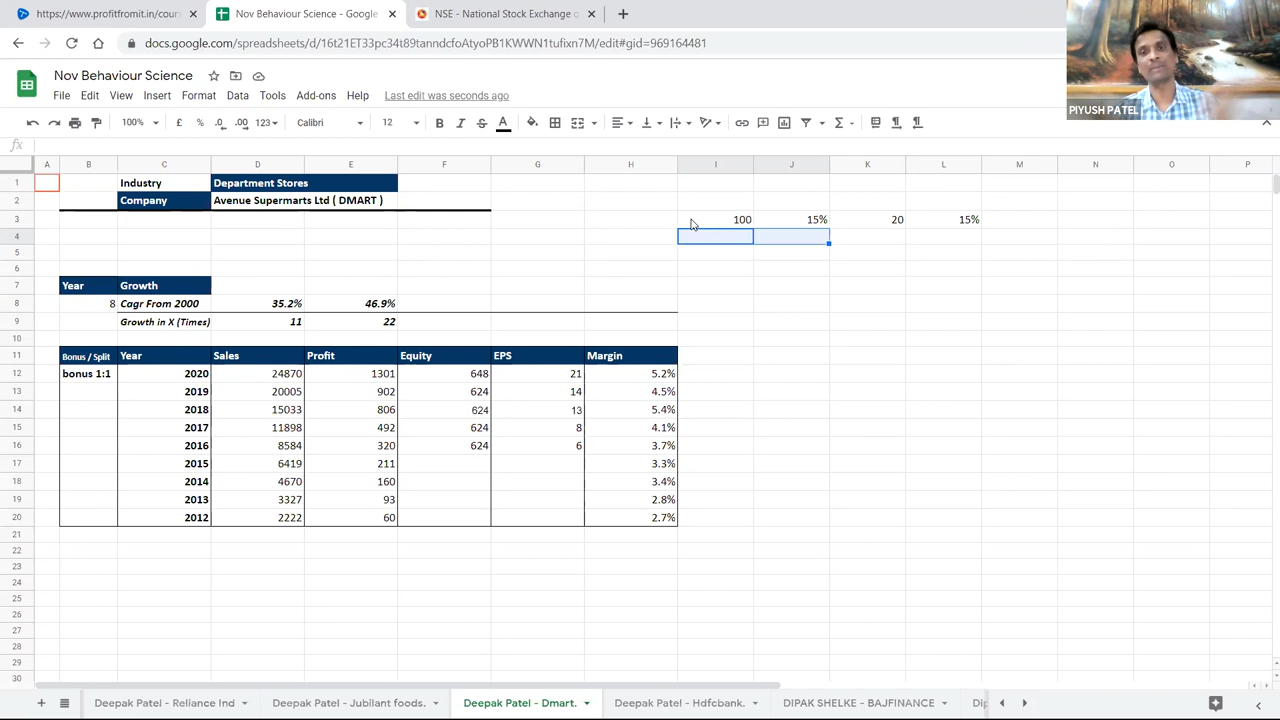 https://www.profitfromit.in/cour
Nov Behaviour Science - Google
NSE - National Stock Exchange o
docs.google.com/spreadsheets/d/16t21ET33pc34t89tanndcfoAtyoPB1KWWN1tufixn7M/edit#gid=969164481
Nov Behaviour Science
File Edit View Insert Format Data Tools Add-ons Help Last edit was seconds ago
PIYUSH PATEL
100% £ % .0 .00 123 Calibri 12 B I S A
fx
A B C D E F G H I J K L M N O P
1 Industry Department Stores
2 Company Avenue Supermarts Ltd ( DMART )
3 100 15% 20 15%
4
5
6
7 Year Growth
8 8 Cagr From 2000 35.2% 46.9%
9 Growth in X (Times) 11 22
10
11 Bonus / Split Year Sales Profit Equity EPS Margin
12 bonus 1:1 2020 24870 1301 648 21 5.2%
13 2019 20005 902 624 14 4.5%
14 2018 15033 806 624 13 5.4%
15 2017 11898 492 624 8 4.1%
16 2016 8584 320 624 6 3.7%
17 2015 6419 211 3.3%
18 2014 4670 160 3.4%
19 2013 3327 93 2.8%
20 2012 2222 60 2.7%
21
22
23
24
25
26
27
28
29
30
Deepak Patel - Reliance Ind Deepak Patel - Jubilant foods. Deepak Patel - Dmart. Deepak Patel - Hdfcbank. DIPAK SHELKE - BAJFINANCE Dip